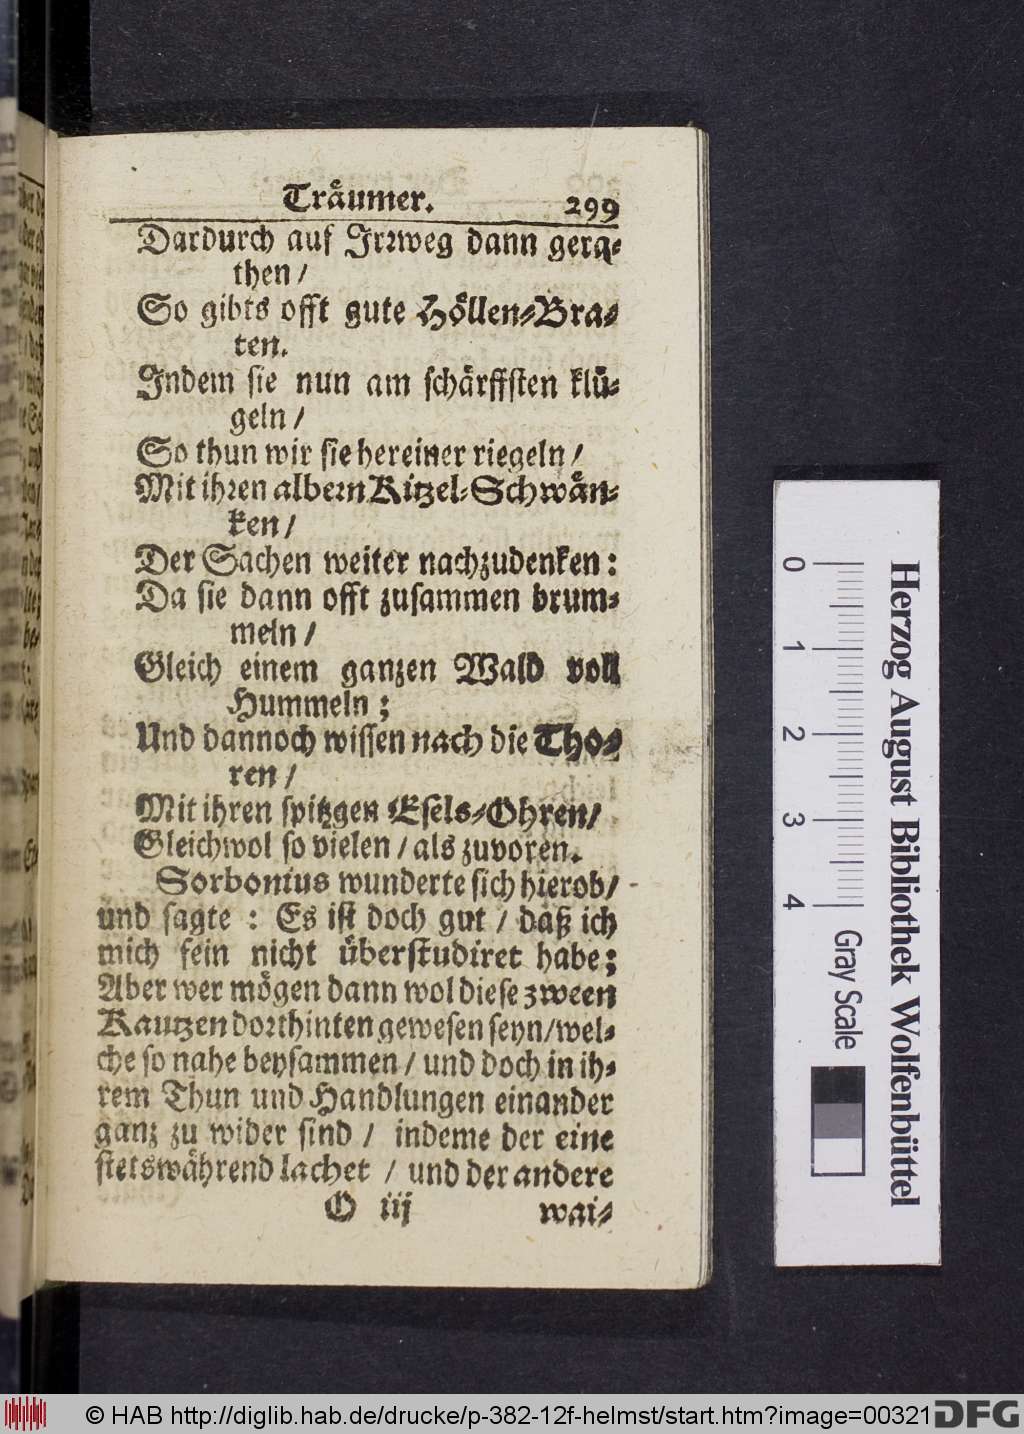 Träumer. 299
Dardurch auf Irrweg dann gera-
then /
So gibts offt gute Höllen-Bra-
ten.
Indem sie nun am schärffsten klü-
geln /
So thun wir sie hereiner riegeln /
Mit ihren albern Kitzel-Schwän-
ken /
Der Sachen weiter nachzudenken:
Da sie dann offt zusammen brum-
meln /
Gleich einem ganzen Wald voll
Hummeln;
Und dannoch wissen nach die Tho-
ren /
Mit ihren spitzgen Esels-Ohren /
Gleichwol so vielen / als zuvoren.
Sorbonius wunderte sich hierob /
und sagte: Es ist doch gut / daß ich
mich fein nicht überstudiret habe;
Aber wer mögen dann wol diese zween
Kautzen dorthinten gewesen seyn / wel-
che so nahe beysammen / und doch in ih-
rem Thun und Handlungen einander
ganz zu wider sind / indeme der eine
stetswährend lachet / und der andere
O iij wai-
Herzog August Bibliothek Wolfenbüttel
0 1 2 3 4 Gray Scale
© HAB http://diglib.hab.de/drucke/p-382-12f-helmst/start.htm?image=00321 DFG